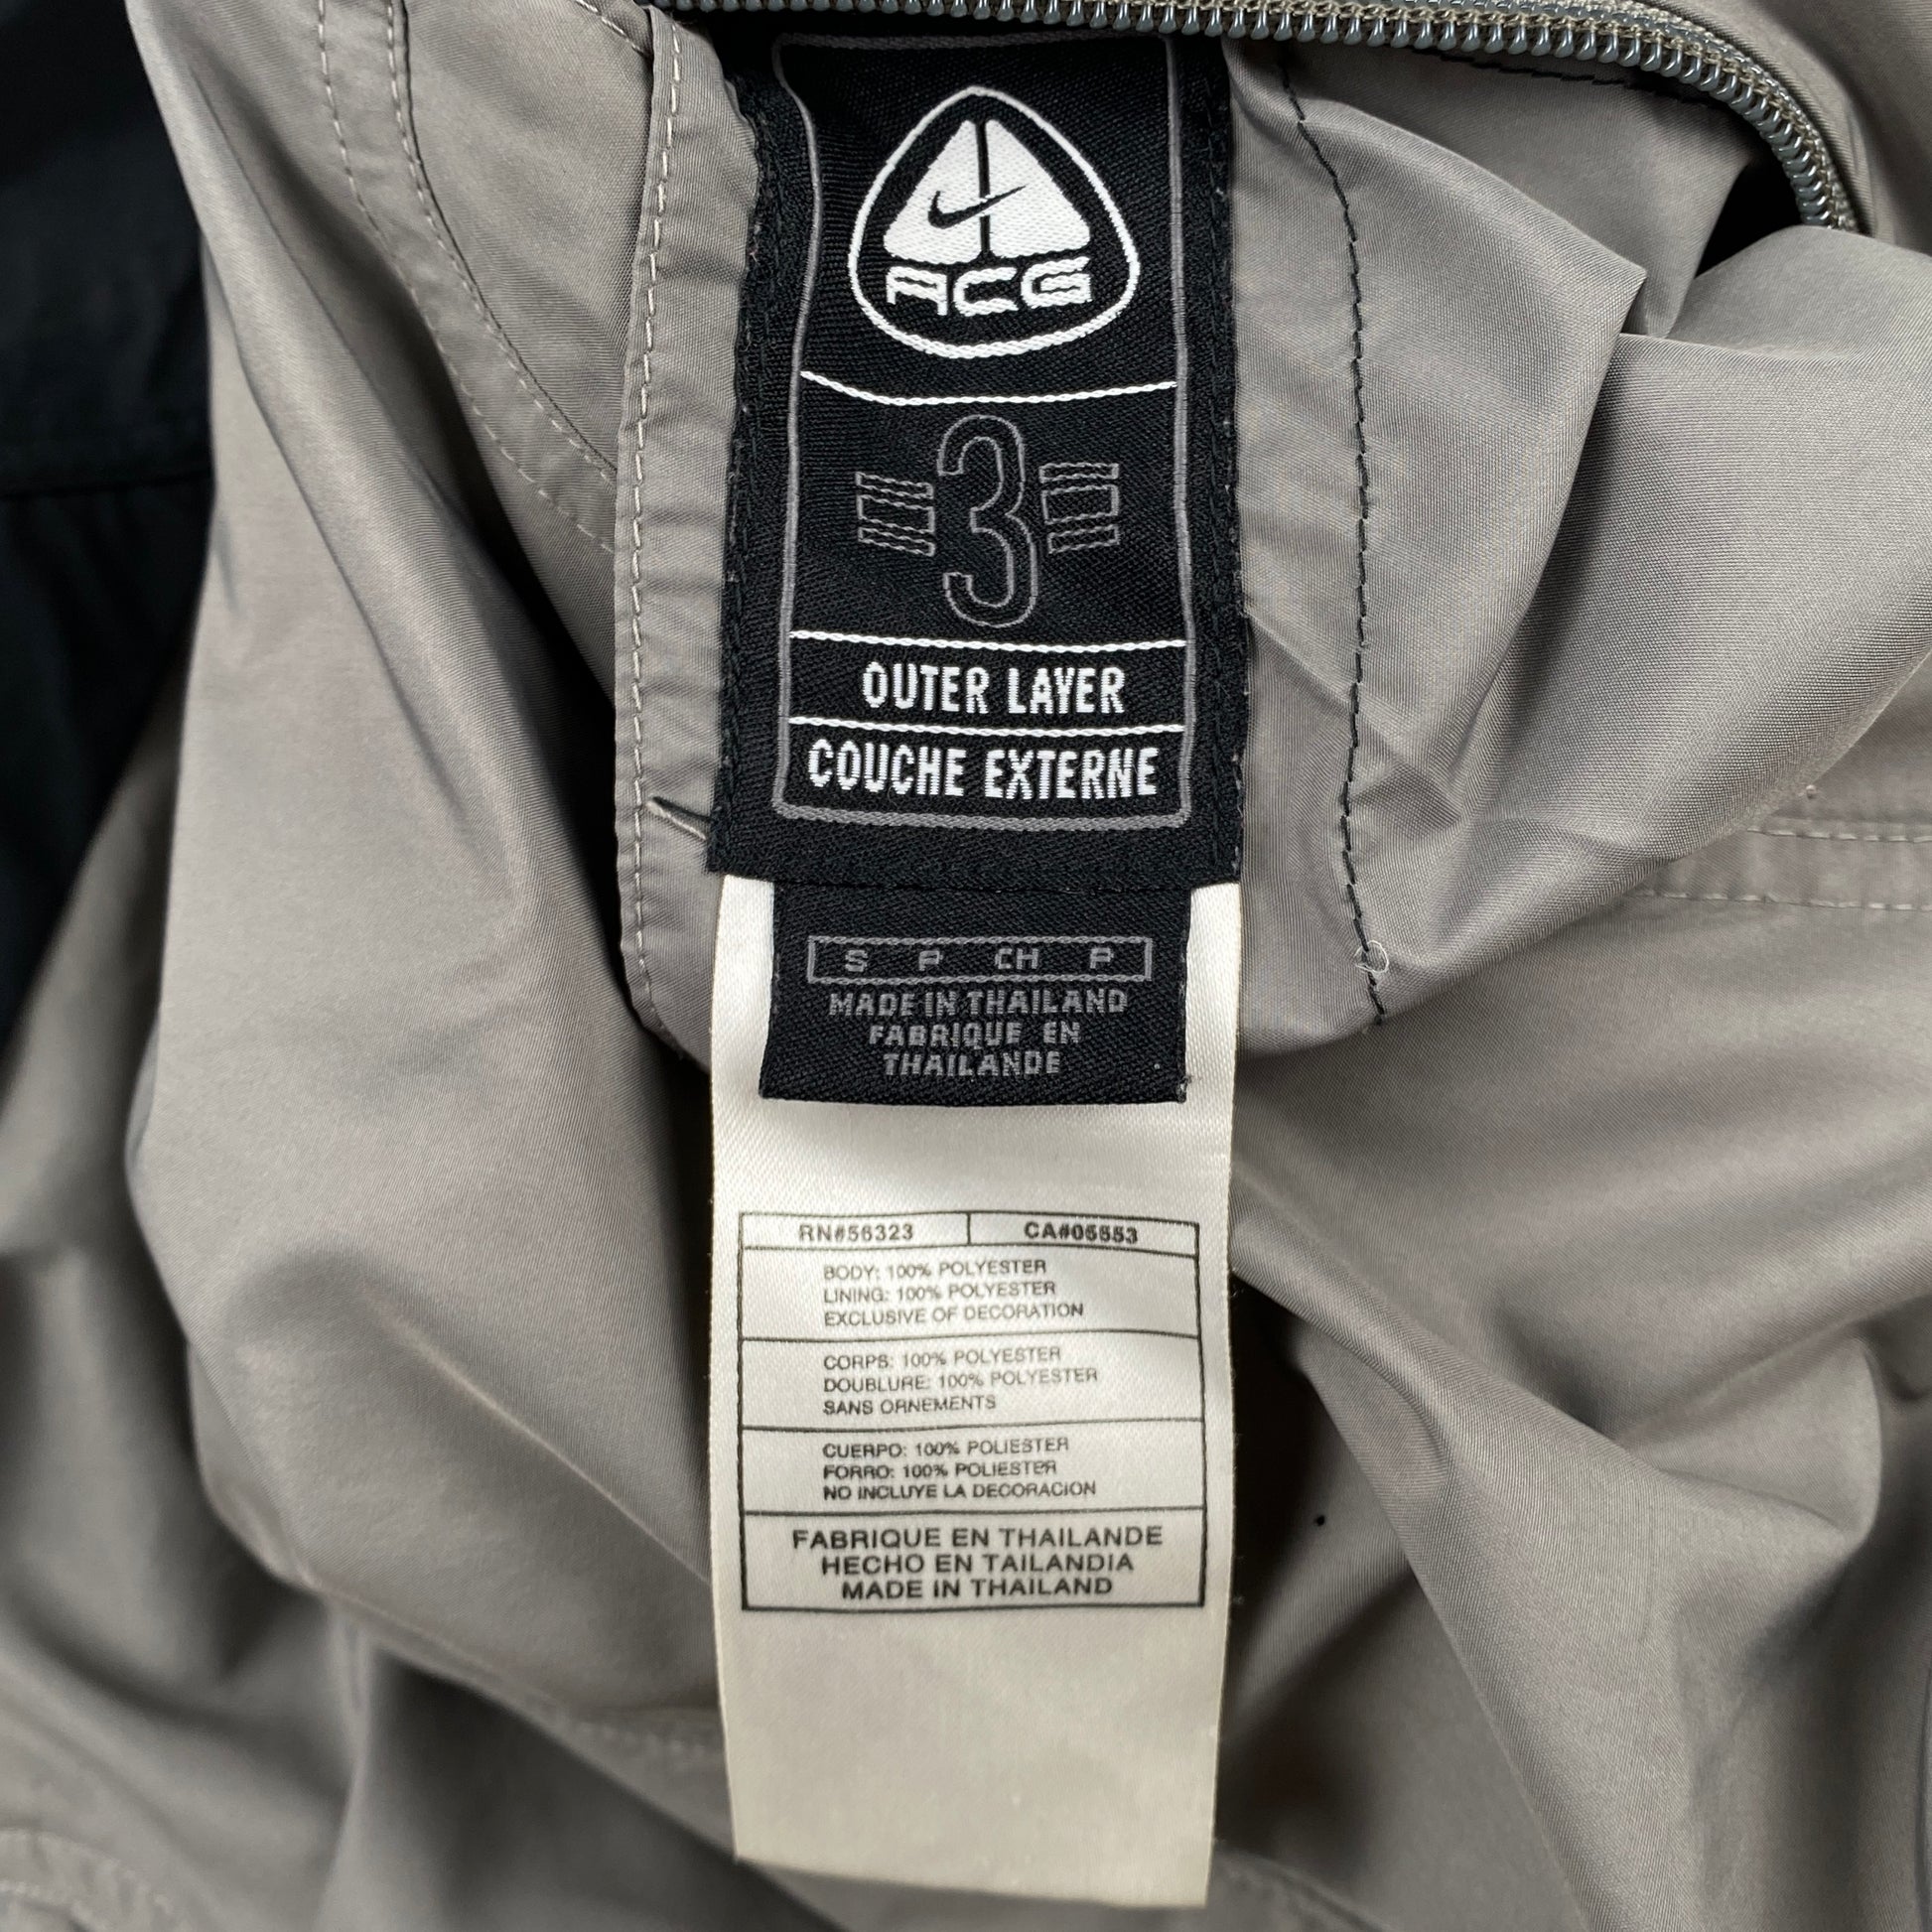 ACG
3
OUTER LAYER
COUCHE EXTERNE
S P CH P
MADE IN THAILAND
FABRIQUE EN
THAILANDE
RN#56323 CA#05553
BODY: 100% POLYESTER
LINING: 100% POLYESTER
EXCLUSIVE OF DECORATION
CORPS: 100% POLYESTER
DOUBLURE: 100% POLYESTER
SANS ORNEMENTS
CUERPO: 100% POLIESTER
FORRO: 100% POLIESTER
NO INCLUYE LA DECORACION
FABRIQUE EN THAILANDE
HECHO EN TAILANDIA
MADE IN THAILAND